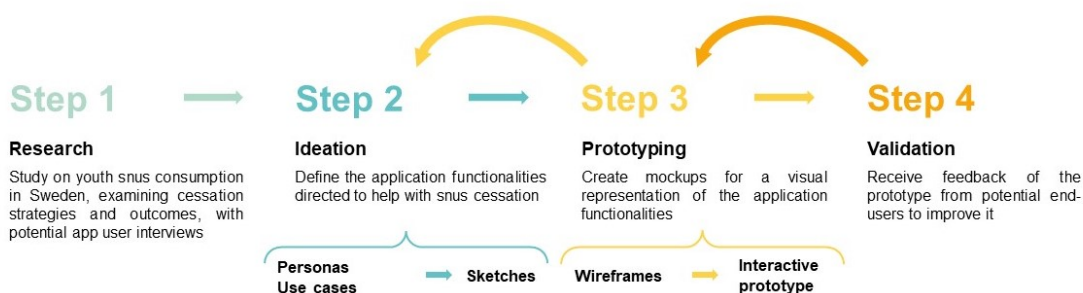 Step 1
Step 2
Step 3
Step 4
Research
Study on youth snus consumption
in Sweden, examining cessation
strategies and outcomes, with
potential app user interviews
Ideation
Define the application functionalities
directed to help with snus cessation
Prototyping
Create mockups for a visual
representation of the application
functionalities
Validation
Receive feedback of the
prototype from potential end-
users to improve it
Personas
Use cases
Sketches
Wireframes
Interactive
prototype